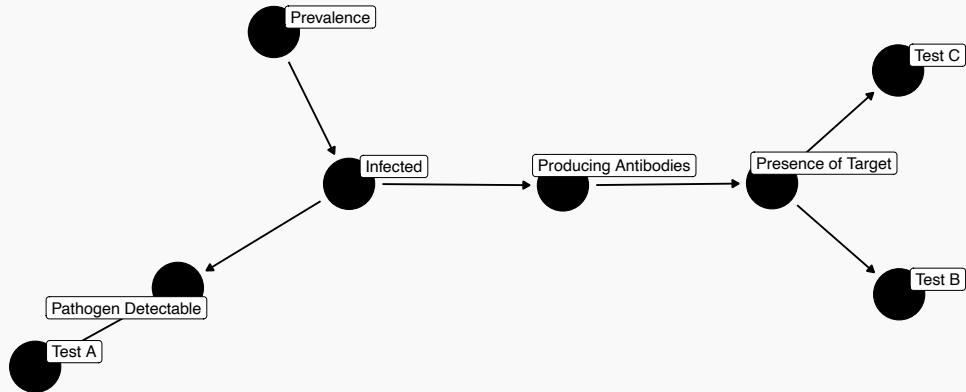 Prevalence
Test C
Infected
Producing Antibodies
Presence of Target
Test B
Pathogen Detectable
Test A